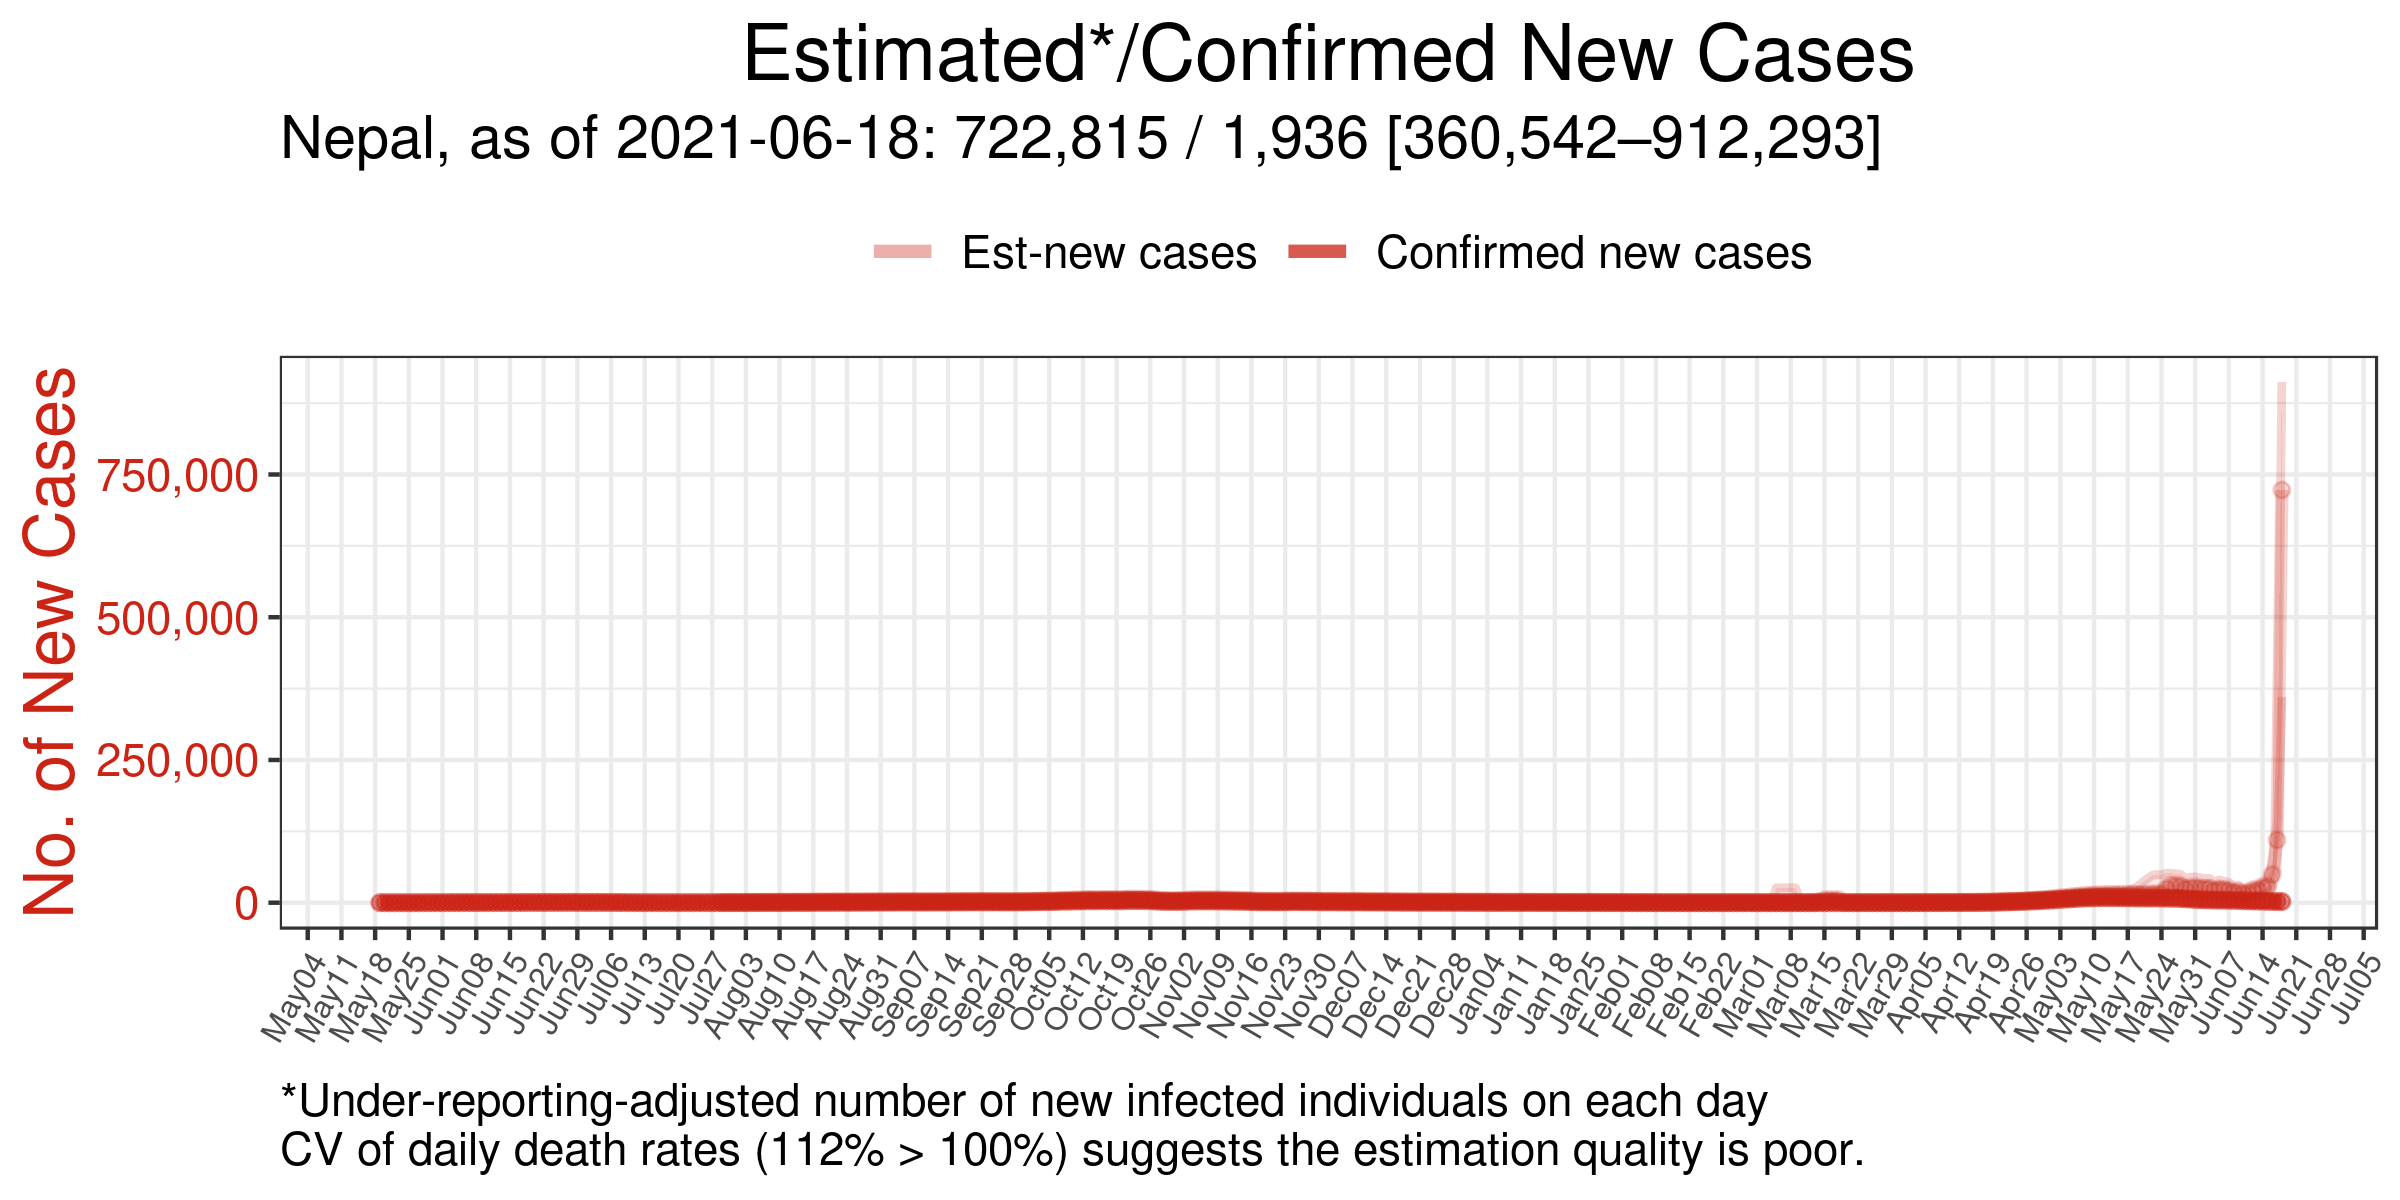 Estimated*/Confirmed New Cases
Nepal, as of 2021-06-18: 722,815 / 1,936 [360,542–912,293]
Est-new cases
Confirmed new cases
No. of New Cases
750,000
500,000
250,000
0
May04
May11
May18
May25
Jun01
Jun08
Jun15
Jun22
Jun29
Jul06
Jul13
Jul20
Jul27
Aug03
Aug10
Aug17
Aug24
Aug31
Sep07
Sep14
Sep21
Sep28
Oct05
Oct12
Oct19
Oct26
Nov02
Nov09
Nov16
Nov23
Nov30
Dec07
Dec14
Dec21
Dec28
Jan04
Jan11
Jan18
Jan25
Feb01
Feb08
Feb15
Feb22
Mar01
Mar08
Mar15
Mar22
Mar29
Apr05
Apr12
Apr19
Apr26
May03
May10
May17
May24
May31
Jun07
Jun14
Jun21
Jun28
Jul05
*Under-reporting-adjusted number of new infected individuals on each day
CV of daily death rates (112% > 100%) suggests the estimation quality is poor.